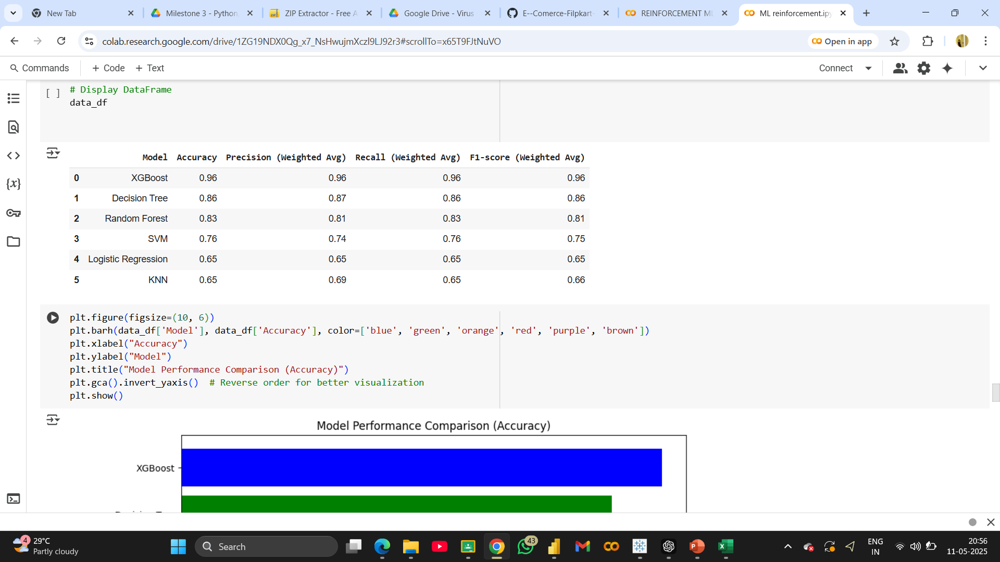 New Tab
Milestone 3 - Python
ZIP Extractor - Free A
Google Drive - Virus
E--Comerce-Filpkart-
REINFORCEMENT ML
ML reinforcement.ipy
colab.research.google.com/drive/1ZG19NDX0Qg_x7_NsHwujmXczl9LJ92r3#scrollTo=x65T9FJtNuVO
Open in app
Commands
+ Code + Text
Connect
[ ] # Display DataFrame
data_df
Model Accuracy Precision (Weighted Avg) Recall (Weighted Avg) F1-score (Weighted Avg)
0 XGBoost 0.96 0.96 0.96 0.96
1 Decision Tree 0.86 0.87 0.86 0.86
2 Random Forest 0.83 0.81 0.83 0.81
3 SVM 0.76 0.74 0.76 0.75
4 Logistic Regression 0.65 0.65 0.65 0.65
5 KNN 0.65 0.69 0.65 0.66
plt.figure(figsize=(10, 6))
plt.barh(data_df['Model'], data_df['Accuracy'], color=['blue', 'green', 'orange', 'red', 'purple', 'brown'])
plt.xlabel("Accuracy")
plt.ylabel("Model")
plt.title("Model Performance Comparison (Accuracy)")
plt.gca().invert_yaxis()  # Reverse order for better visualization
plt.show()
Model Performance Comparison (Accuracy)
XGBoost
4
29°C
Partly cloudy
Search
43
ENG
IN
20:56
11-05-2025